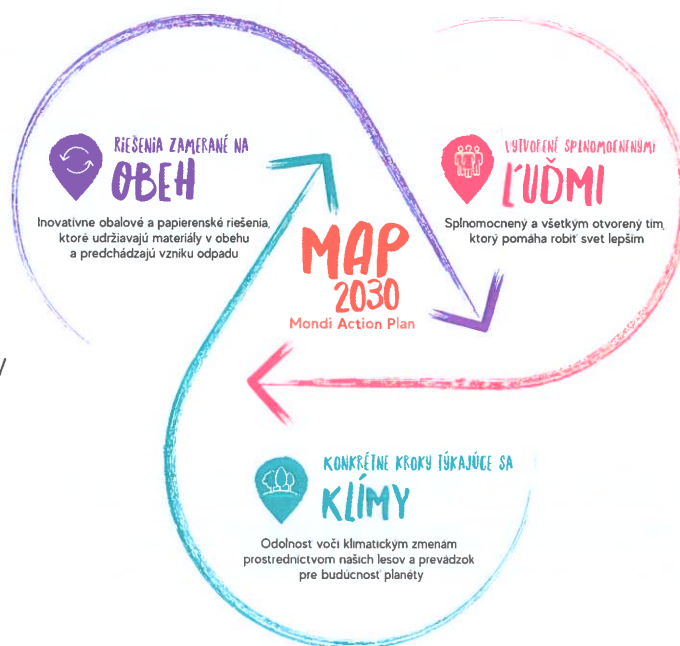 RIEŠENIA ZAMERANÉ NA
OBEH
Inovatívne obalové a papierenské riešenia,
ktoré udržiavajú materiály v obehu
a predchádzajú vzniku odpadu
VYTVORENÉ SPLNOMOCNENÝMI
ĽUĎMI
Splnomocnený a všetkým otvorený tím,
ktorý pomáha robiť svet lepším
MAP
2030
Mondi Action Plan
KONKRÉTNE KROKY TÝKAJÚCE SA
KLÍMY
Odolnosť voči klimatickým zmenám
prostredníctvom našich lesov a prevádzok
pre budúcnosť planéty